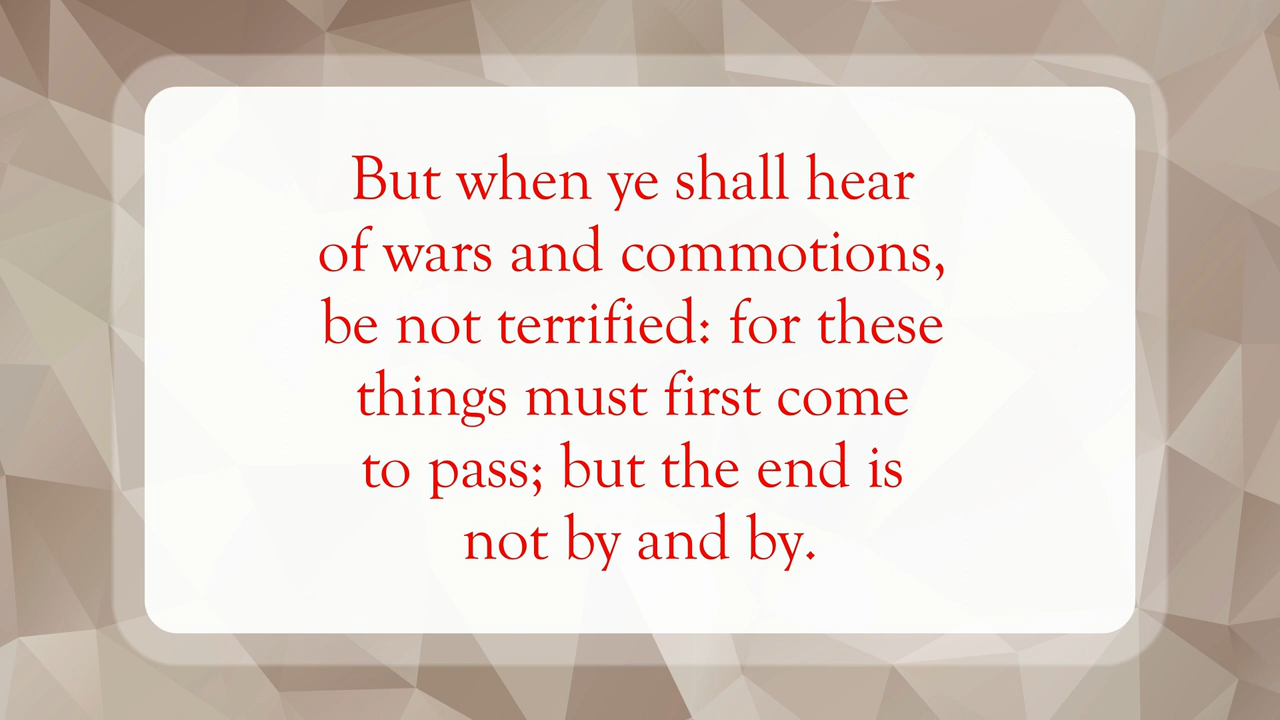 But when ye shall hear
of wars and commotions,
be not terrified: for these
things must first come
to pass; but the end is
not by and by.